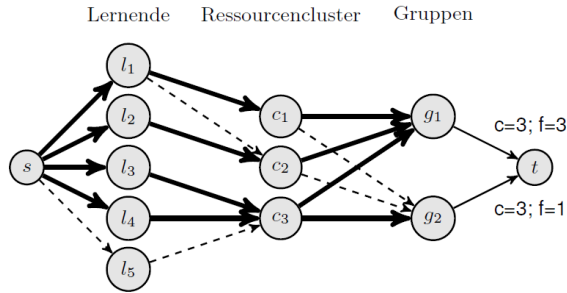 Lernende Ressourcencluster Gruppen
l₁
l₂ c₁ g₁
c=3; f=3
s l₃ c₂ t
l₄ c₃ g₂
c=3; f=1
l₅